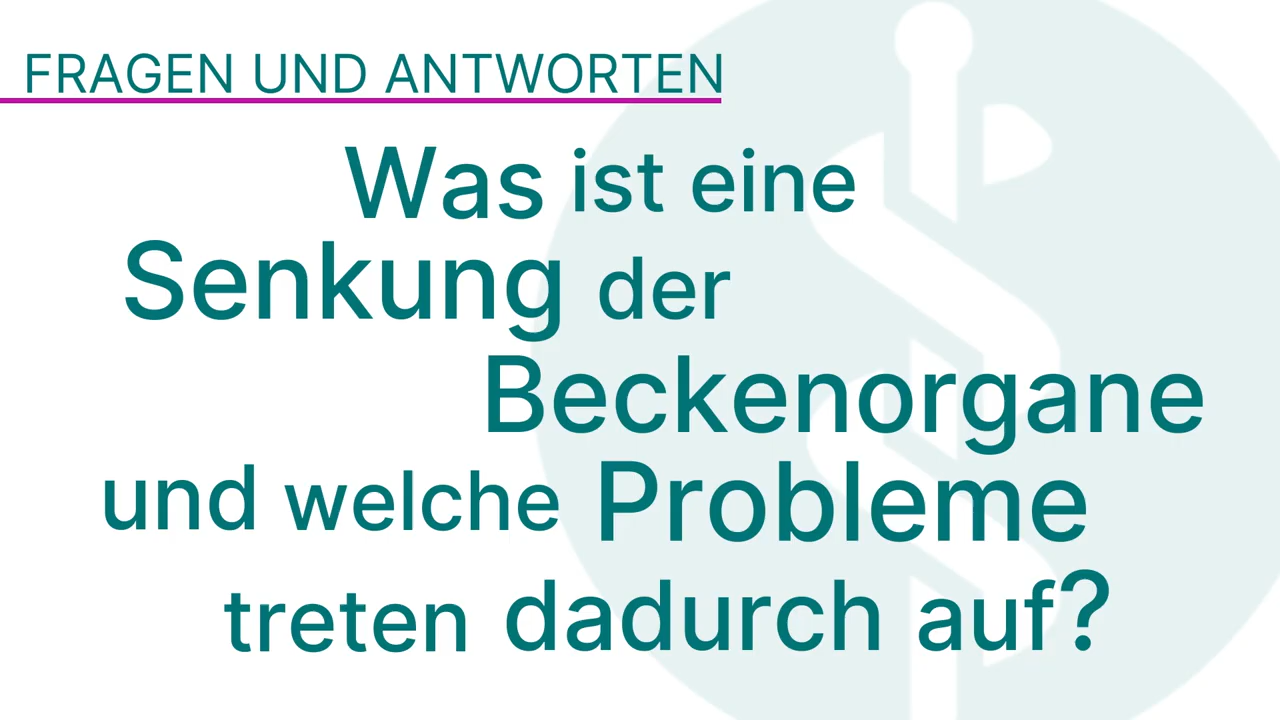 FRAGEN UND ANTWORTEN
Was ist eine
Senkung der
Beckenorgane
und welche Probleme
treten dadurch auf?